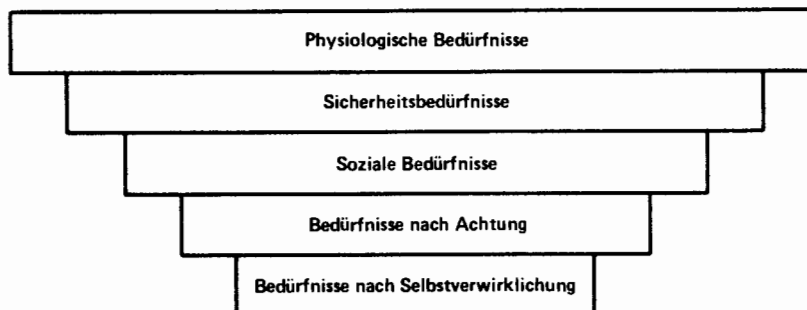 Physiologische Bedürfnisse
Sicherheitsbedürfnisse
Soziale Bedürfnisse
Bedürfnisse nach Achtung
Bedürfnisse nach Selbstverwirklichung